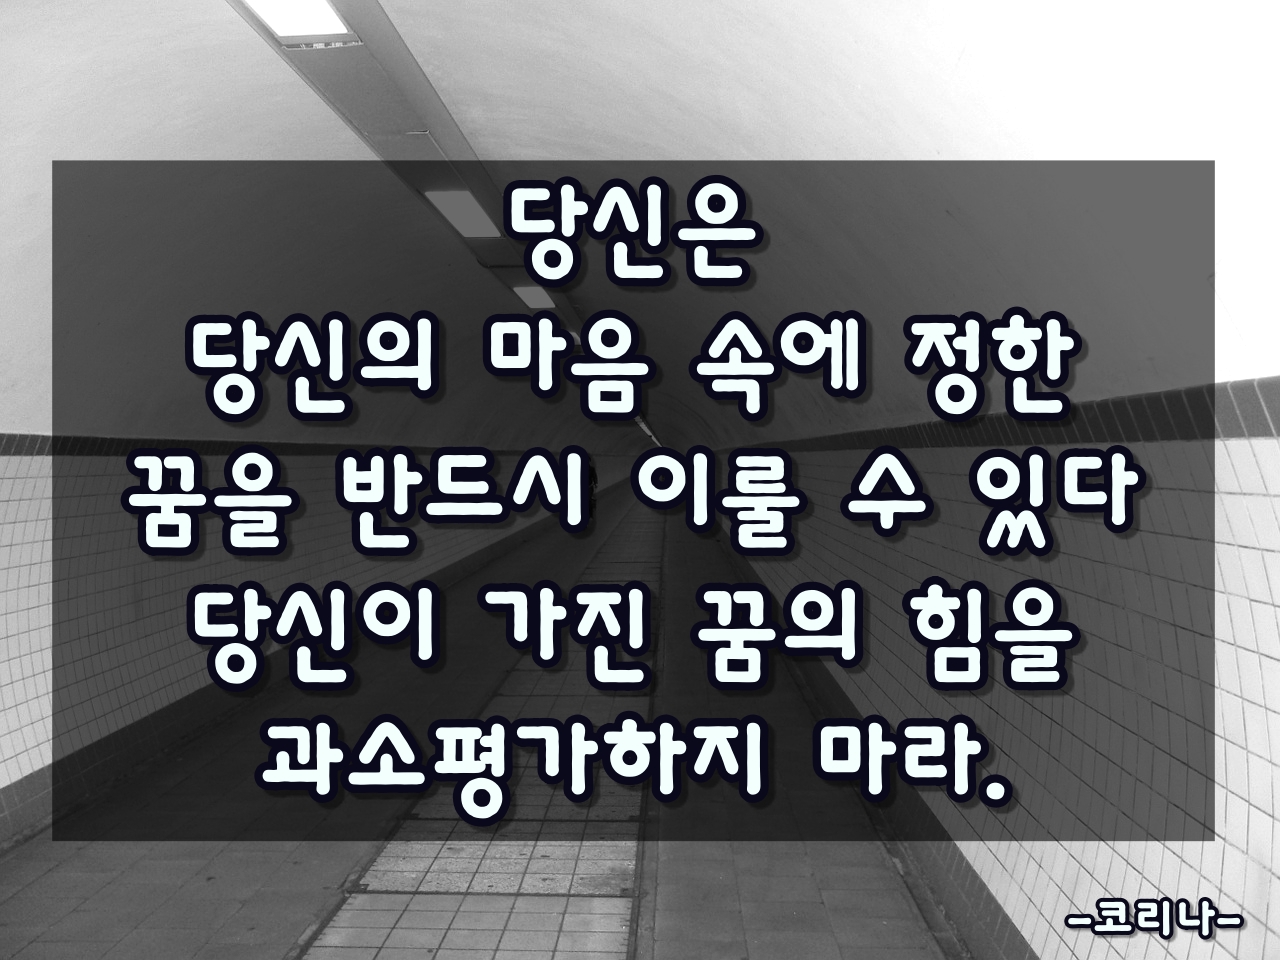 당신은
당신의 마음 속에 정한
꿈을 반드시 이룰 수 있다
당신이 가진 꿈의 힘을
과소평가하지 마라.
-코리나-